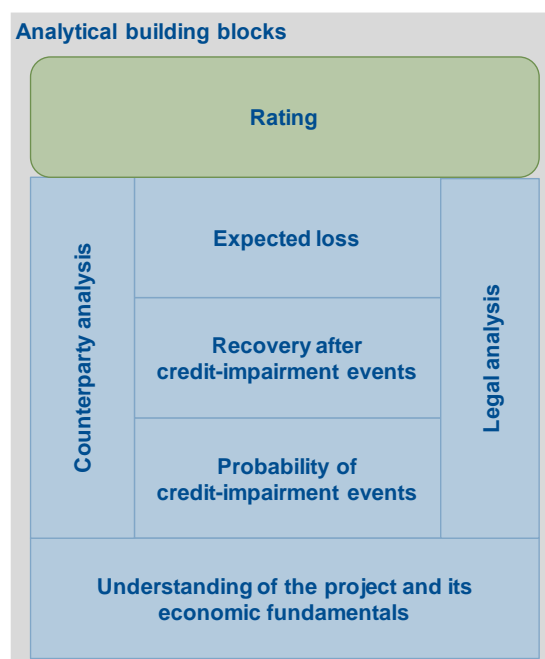 Analytical building blocks
Rating
Counterparty analysis
Expected loss
Recovery after
credit-impairment events
Probability of
credit-impairment events
Legal analysis
Understanding of the project and its
economic fundamentals